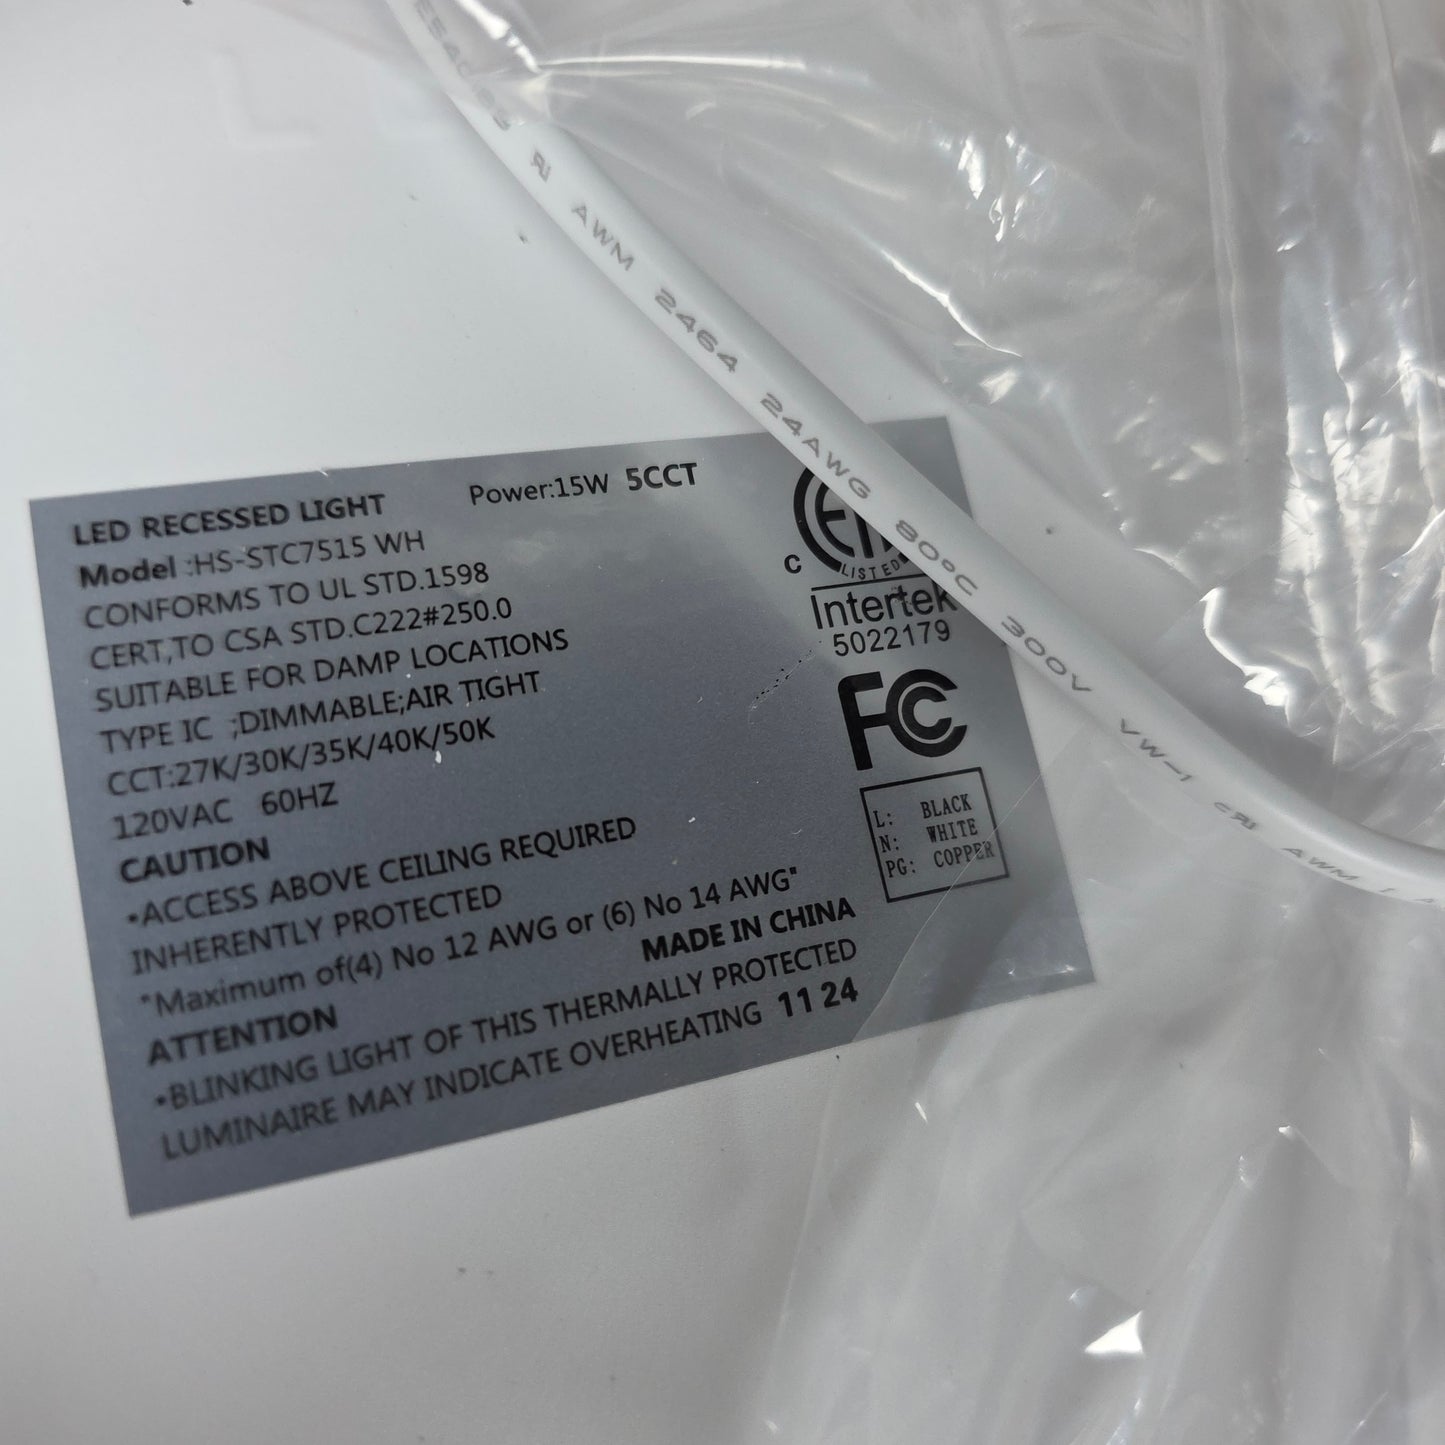 AWM 2464 24AWG 80ºC 300V VW-1
AWM
LED RECESSED LIGHT Power:15W 5CCT
Model :HS-STC7515 WH
CONFORMS TO UL STD.1598
CERT,TO CSA STD.C222#250.0
SUITABLE FOR DAMP LOCATIONS
TYPE IC ;DIMMABLE;AIR TIGHT
CCT:27K/30K/35K/40K/50K
120VAC 60HZ
CAUTION
•ACCESS ABOVE CEILING REQUIRED
INHERENTLY PROTECTED
"Maximum of(4) No 12 AWG or (6) No 14 AWG"
MADE IN CHINA
ATTENTION
•BLINKING LIGHT OF THIS THERMALLY PROTECTED
LUMINAIRE MAY INDICATE OVERHEATING 11 24
C
LISTED
Intertek
5022179
FC
L: BLACK
N: WHITE
PG: COPPER